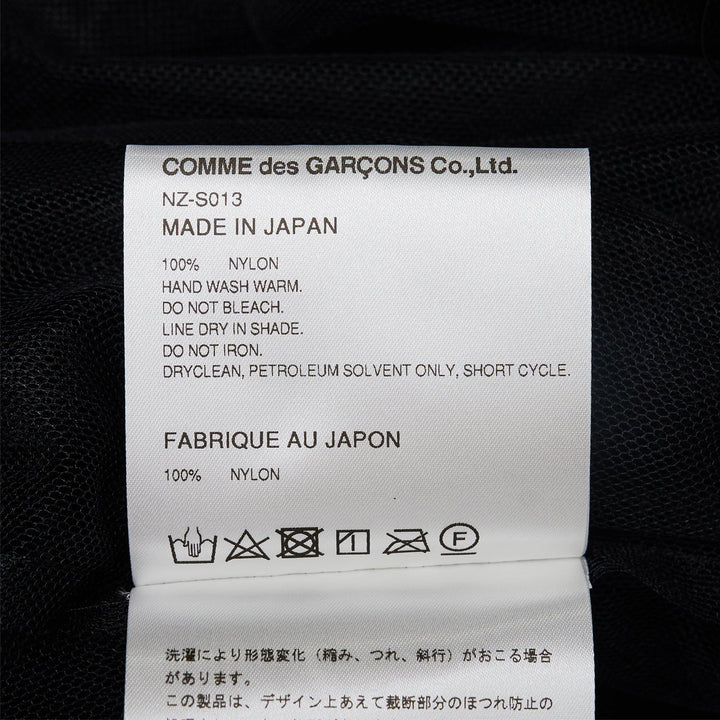 COMME des GARÇONS Co.,Ltd.
NZ-S013
MADE IN JAPAN
100% NYLON
HAND WASH WARM.
DO NOT BLEACH.
LINE DRY IN SHADE.
DO NOT IRON.
DRYCLEAN, PETROLEUM SOLVENT ONLY, SHORT CYCLE.
FABRIQUE AU JAPON
100% NYLON
F
洗濯により形態変化（縮み、つれ、斜行）がおこる場合
があります。
この製品は、デザイン上あえて裁断部分のほつれ防止の